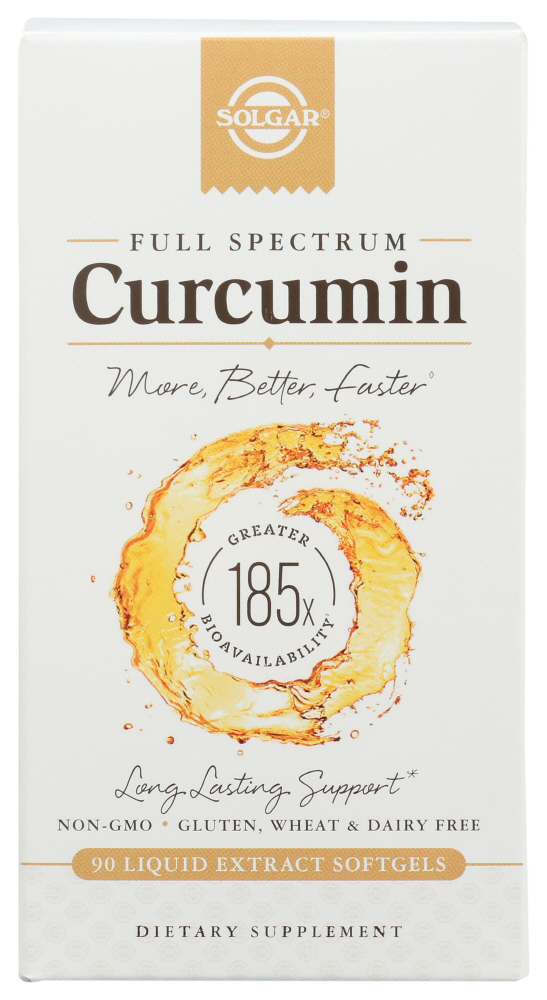 SOLGAR®
FULL SPECTRUM
Curcumin
More, Better, Faster◊
GREATER
185x
BIOAVAILABILITY◊
Long Lasting Support*
NON-GMO • GLUTEN, WHEAT & DAIRY FREE
90 LIQUID EXTRACT SOFTGELS
DIETARY SUPPLEMENT